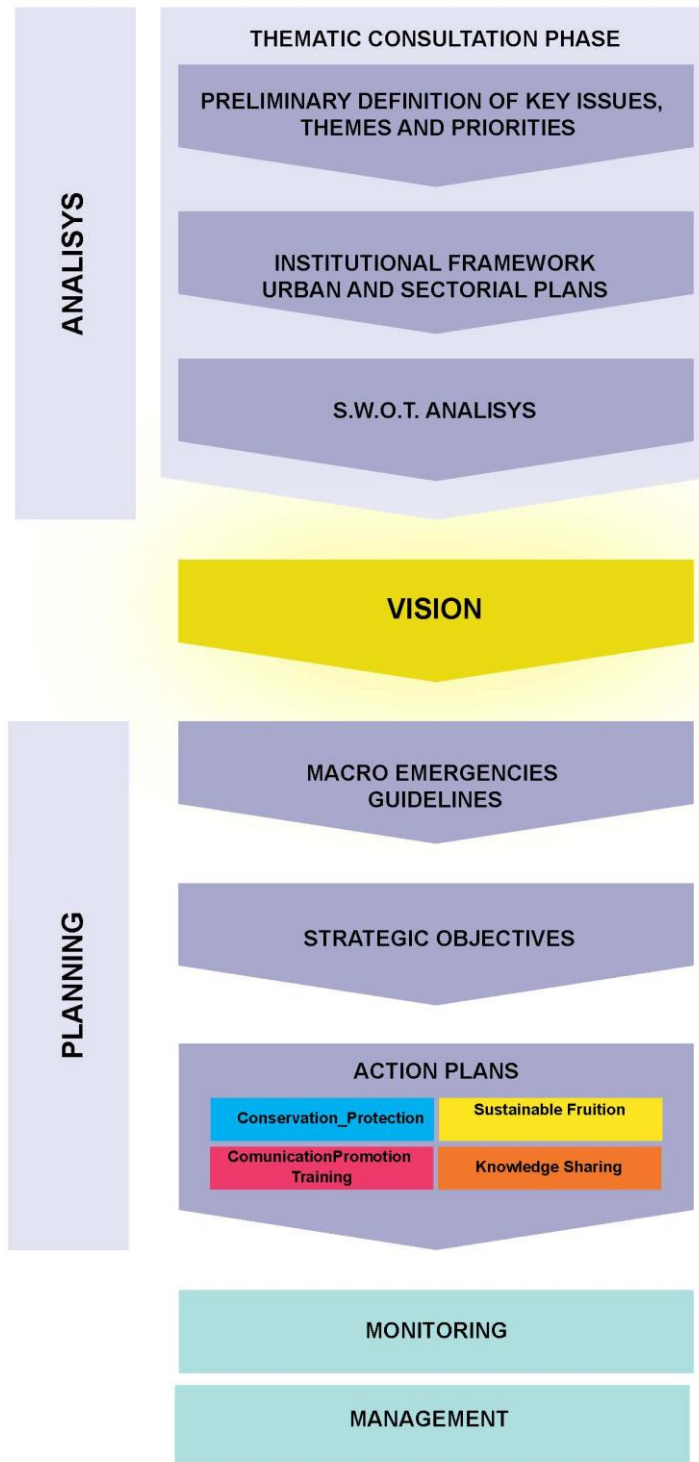 THEMATIC CONSULTATION PHASE
PRELIMINARY DEFINITION OF KEY ISSUES,
THEMES AND PRIORITIES
ANALISYS
INSTITUTIONAL FRAMEWORK
URBAN AND SECTORIAL PLANS
S.W.O.T. ANALISYS
VISION
MACRO EMERGENCIES
GUIDELINES
PLANNING
STRATEGIC OBJECTIVES
ACTION PLANS
Conservation_Protection
Sustainable Fruition
ComunicationPromotion
Training
Knowledge Sharing
MONITORING
MANAGEMENT